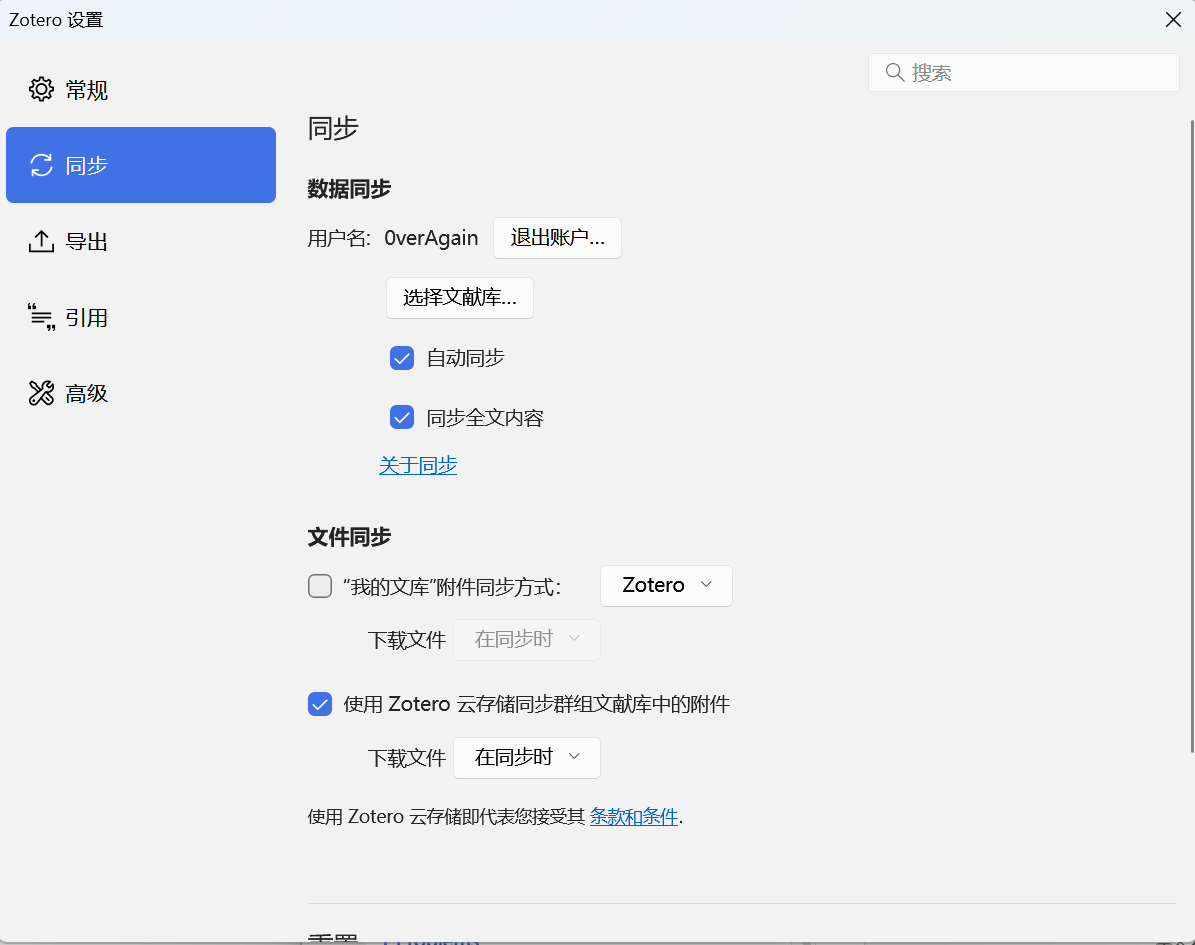 Zotero 设置
搜索
常规
同步
导出
引用
高级
同步
数据同步
用户名: 0verAgain 退出账户...
选择文献库...
自动同步
同步全文内容
关于同步
文件同步
“我的文库”附件同步方式: Zotero
下载文件 在同步时
使用 Zotero 云存储同步群组文献库中的附件
下载文件 在同步时
使用 Zotero 云存储即代表您接受其 条款和条件.
重置